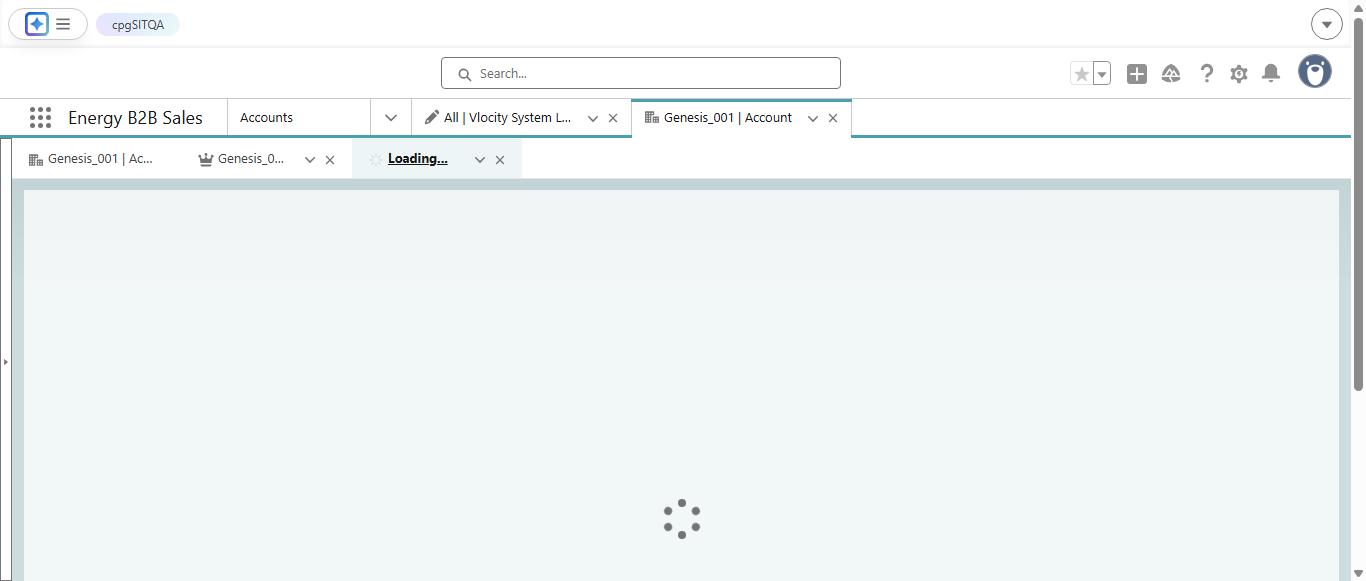 cpgSITQA
Search...
Energy B2B Sales
Accounts
All | Vlocity System L...
Genesis_001 | Account
Genesis_001 | Ac...
Genesis_0...
Loading...